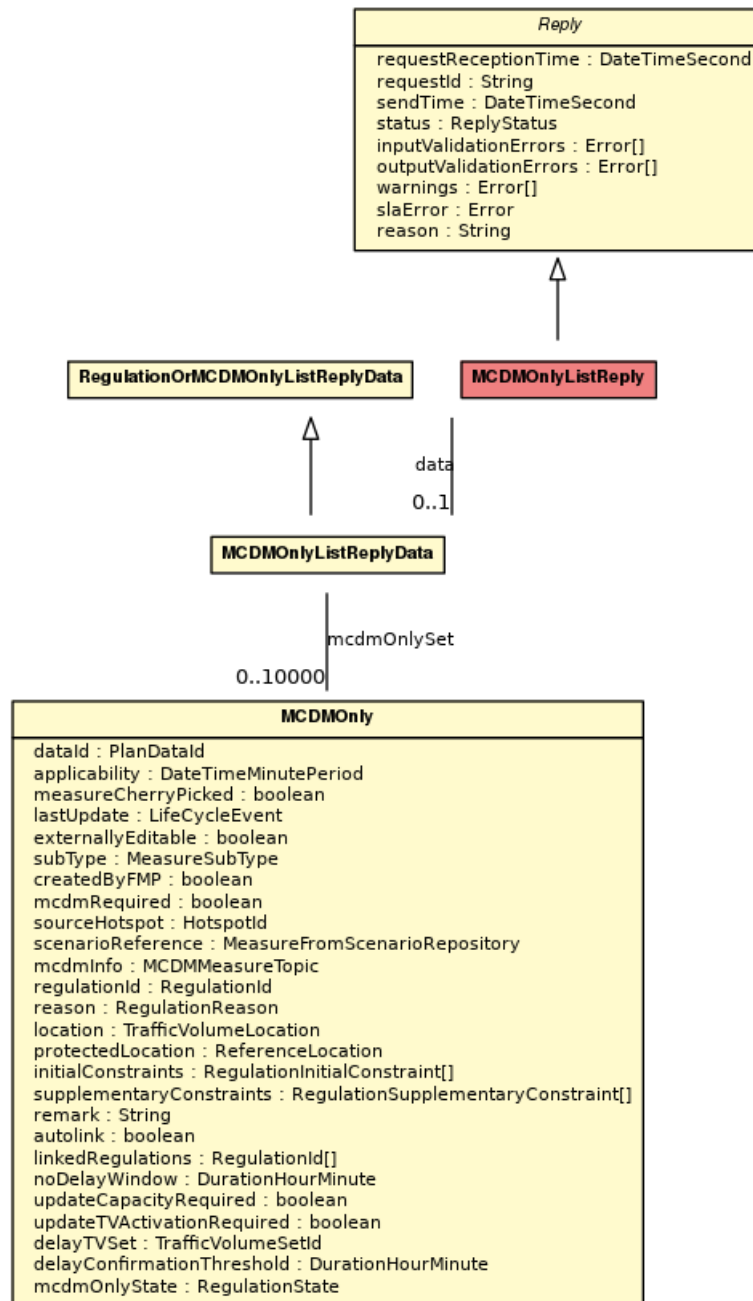 Reply
requestReceptionTime : DateTimeSecond
requestId : String
sendTime : DateTimeSecond
status : ReplyStatus
inputValidationErrors : Error[]
outputValidationErrors : Error[]
warnings : Error[]
slaError : Error
reason : String
RegulationOrMCDMOnlyListReplyData
MCDMOnlyListReply
data
0..1
MCDMOnlyListReplyData
mcdmOnlySet
0..10000
MCDMOnly
dataId : PlanDataId
applicability : DateTimeMinutePeriod
measureCherryPicked : boolean
lastUpdate : LifeCycleEvent
externallyEditable : boolean
subType : MeasureSubType
createdByFMP : boolean
mcdmRequired : boolean
sourceHotspot : HotspotId
scenarioReference : MeasureFromScenarioRepository
mcdmInfo : MCDMMeasureTopic
regulationId : RegulationId
reason : RegulationReason
location : TrafficVolumeLocation
protectedLocation : ReferenceLocation
initialConstraints : RegulationInitialConstraint[]
supplementaryConstraints : RegulationSupplementaryConstraint[]
remark : String
autolink : boolean
linkedRegulations : RegulationId[]
noDelayWindow : DurationHourMinute
updateCapacityRequired : boolean
updateTVActivationRequired : boolean
delayTVSet : TrafficVolumeSetId
delayConfirmationThreshold : DurationHourMinute
mcdmOnlyState : RegulationState